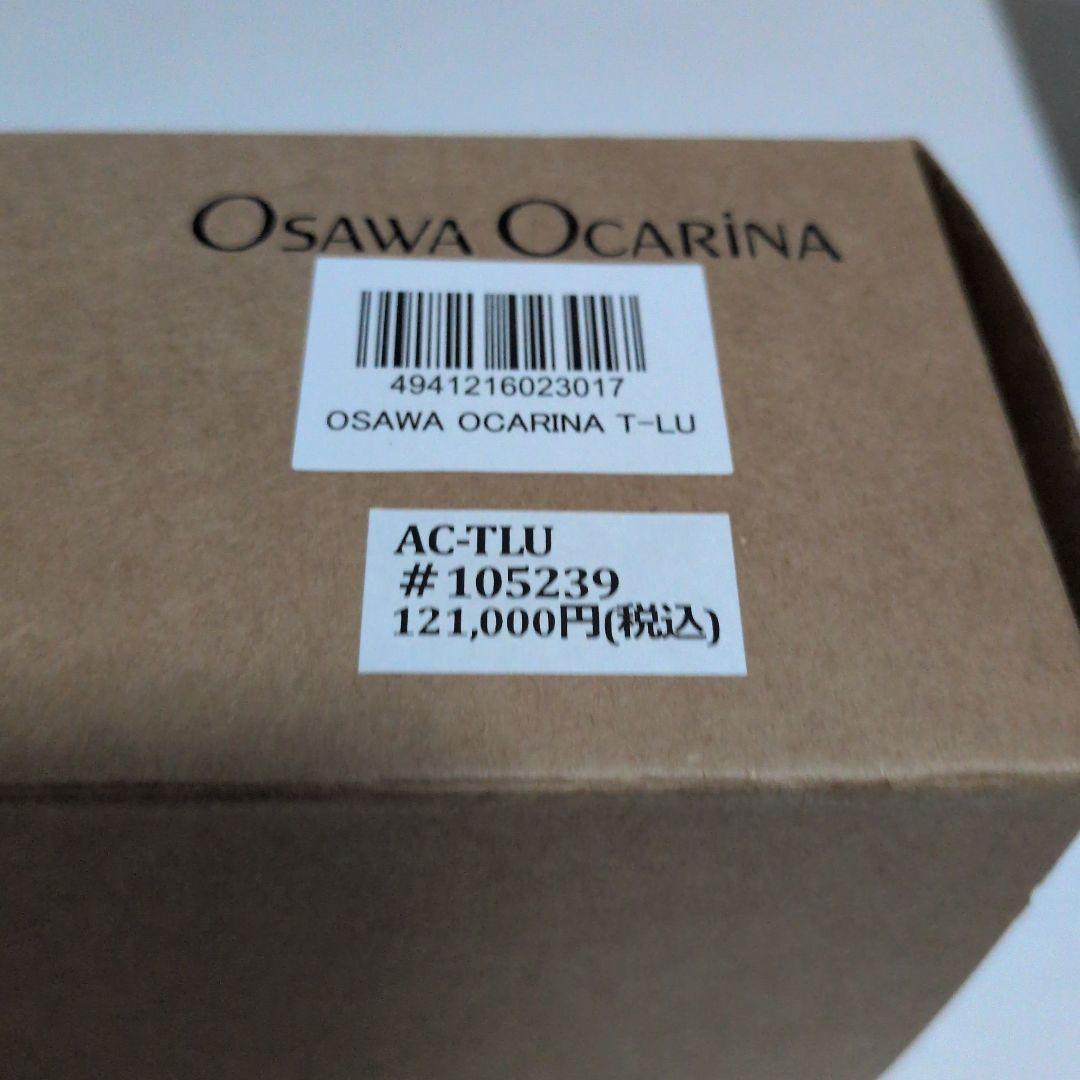 OSAWA OCARiNA
4941216023017
OSAWA OCARINA T-LU
AC-TLU
#105239
121,000円(税込)